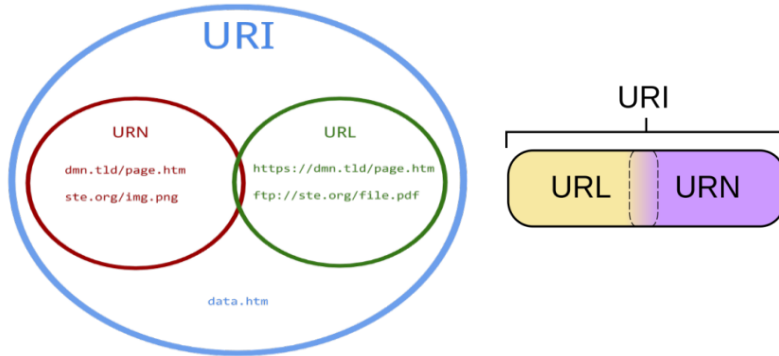 URI
URN
dmn.tld/page.htm
ste.org/img.png
URL
https://dmn.tld/page.htm
ftp://ste.org/file.pdf
data.htm
URI
URL
URN